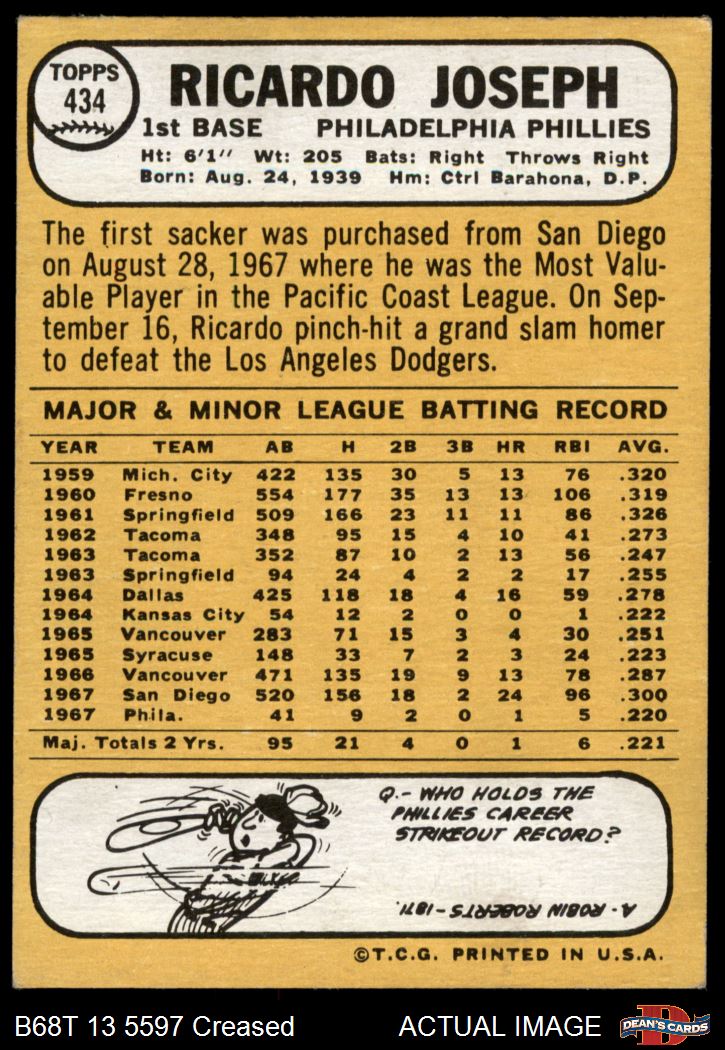 TOPPS
434
RICARDO JOSEPH
1st BASE PHILADELPHIA PHILLIES
Ht: 6'1" Wt: 205 Bats: Right Throws Right
Born: Aug. 24, 1939 Hm: Ctrl Barahona, D.P.
The first sacker was purchased from San Diego
on August 28, 1967 where he was the Most Valu-
able Player in the Pacific Coast League. On Sep-
tember 16, Ricardo pinch-hit a grand slam homer
to defeat the Los Angeles Dodgers.
MAJOR & MINOR LEAGUE BATTING RECORD
YEAR TEAM AB H 2B 3B HR RBI AVG.
1959 Mich. City 422 135 30 5 13 76 .320
1960 Fresno 554 177 35 13 13 106 .319
1961 Springfield 509 166 23 11 11 86 .326
1962 Tacoma 348 95 15 4 10 41 .273
1963 Tacoma 352 87 10 2 13 56 .247
1963 Springfield 94 24 4 2 2 17 .255
1964 Dallas 425 118 18 4 16 59 .278
1964 Kansas City 54 12 2 0 0 1 .222
1965 Vancouver 283 71 15 3 4 30 .251
1965 Syracuse 148 33 7 2 3 24 .223
1966 Vancouver 471 135 19 9 13 78 .287
1967 San Diego 520 156 18 2 24 96 .300
1967 Phila. 41 9 2 0 1 5 .220
Maj. Totals 2 Yrs. 95 21 4 0 1 6 .221
Q.- WHO HOLDS THE
PHILLIES CAREER
STRIKEOUT RECORD?
A- ROBIN ROBERTS-1871.
©T.C.G. PRINTED IN U.S.A.
B68T 13 5597 Creased ACTUAL IMAGE
D
DEAN'S CARDS